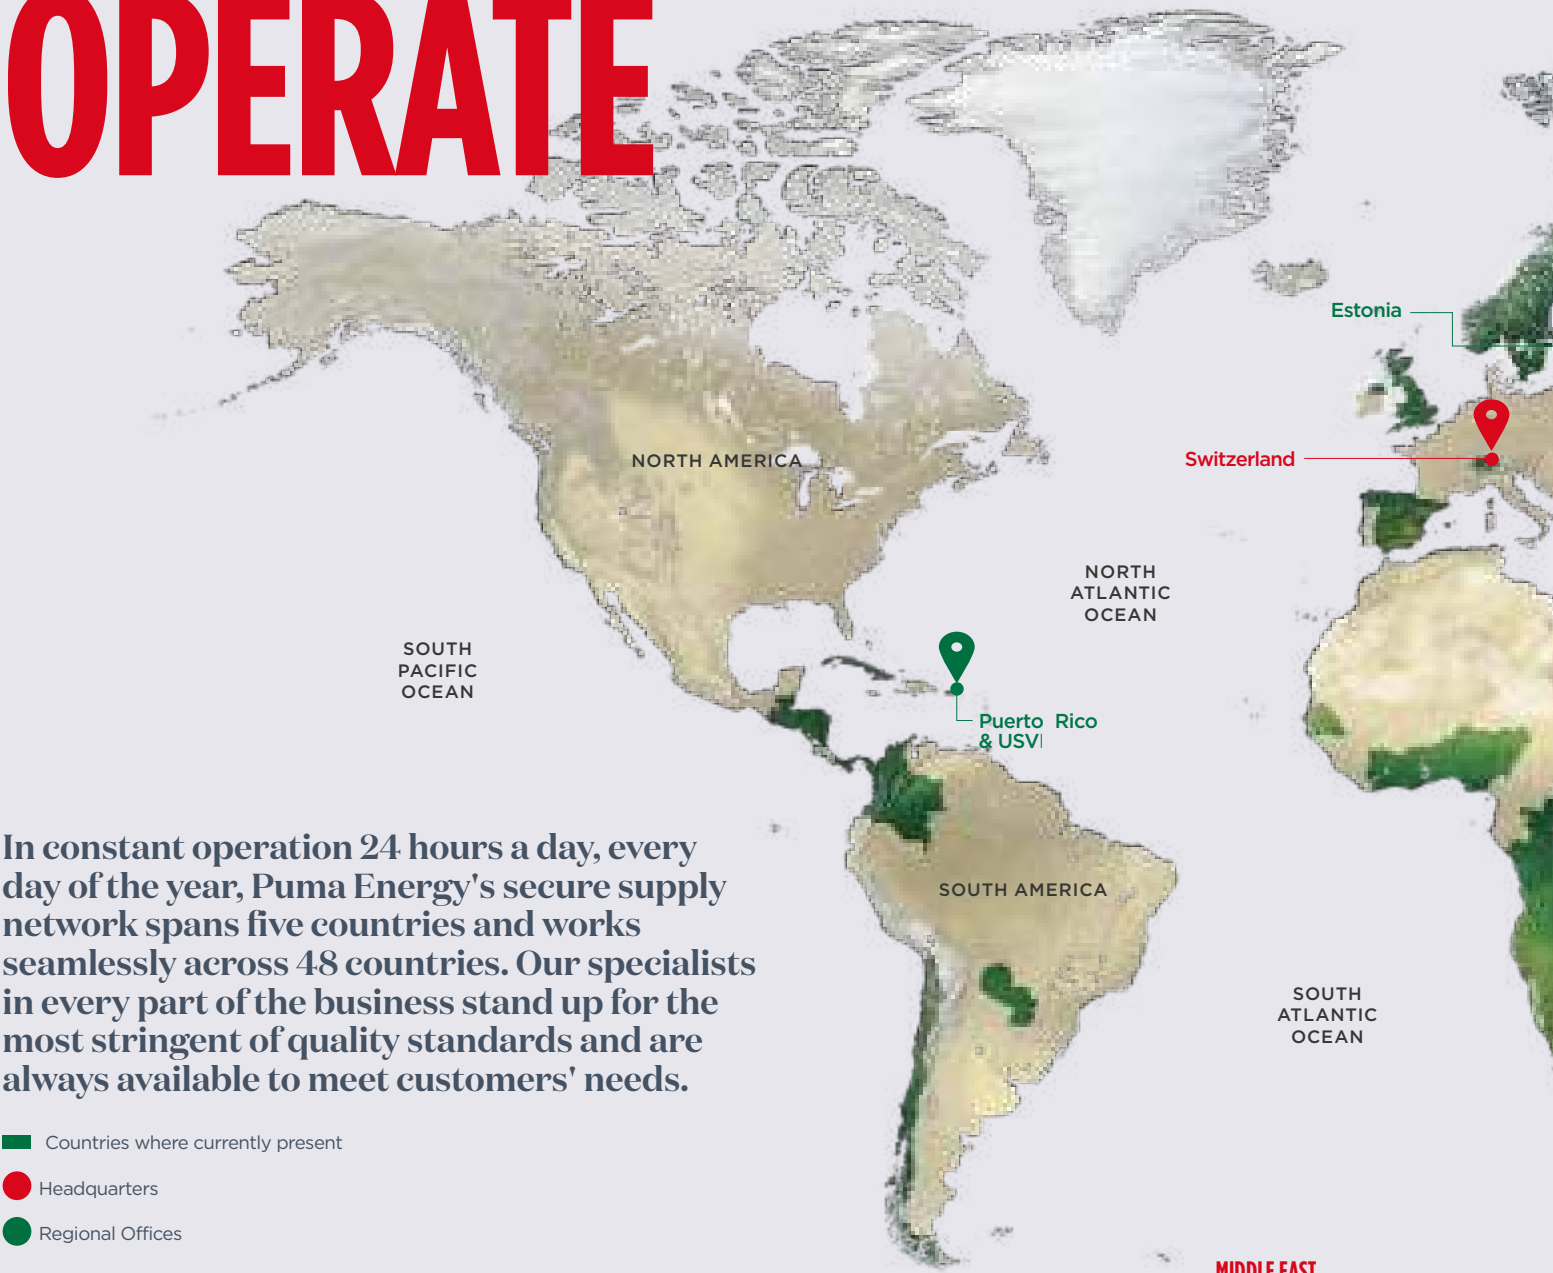 OPERATE
Estonia
Switzerland
NORTH AMERICA
NORTH
ATLANTIC
OCEAN
SOUTH
PACIFIC
OCEAN
Puerto Rico
& USVI
In constant operation 24 hours a day, every
day of the year, Puma Energy's secure supply
network spans five countries and works
seamlessly across 48 countries. Our specialists
in every part of the business stand up for the
most stringent of quality standards and are
always available to meet customers' needs.
SOUTH AMERICA
SOUTH
ATLANTIC
OCEAN
Countries where currently present
Headquarters
Regional Offices
MIDDLE EAST